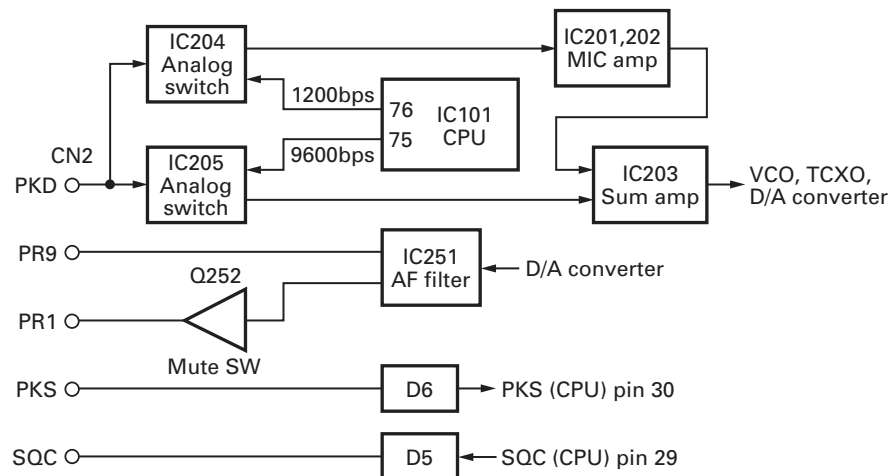 IC204
Analog
switch
IC201,202
MIC amp
1200bps
76
75
IC101
CPU
9600bps
CN2
PKD
IC205
Analog
switch
IC203
Sum amp
VCO, TCXO,
D/A converter
PR9
IC251
AF filter
D/A converter
Q252
PR1
Mute SW
PKS
D6
PKS (CPU) pin 30
SQC
D5
SQC (CPU) pin 29